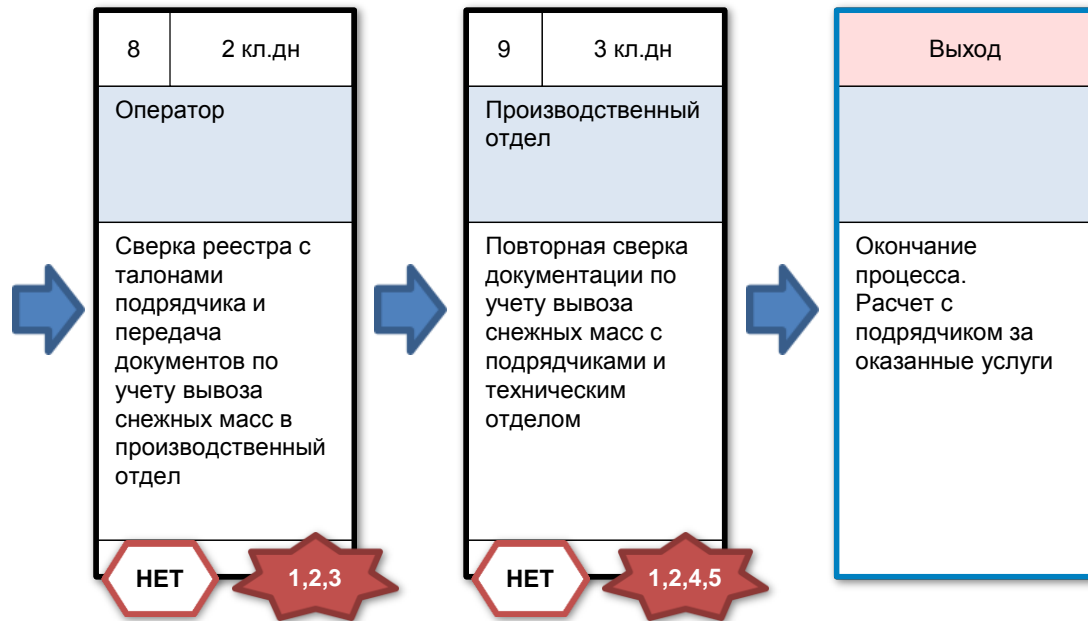 8
2 кл.дн
Оператор
Сверка реестра с
талонами
подрядчика и
передача
документов по
учету вывоза
снежных масс в
производственный
отдел
НЕТ
1,2,3
9
3 кл.дн
Производственный
отдел
Повторная сверка
документации по
учету вывоза
снежных масс с
подрядчиками и
техническим
отделом
НЕТ
1,2,4,5
Выход
Окончание
процесса.
Расчет с
подрядчиком за
оказанные услуги